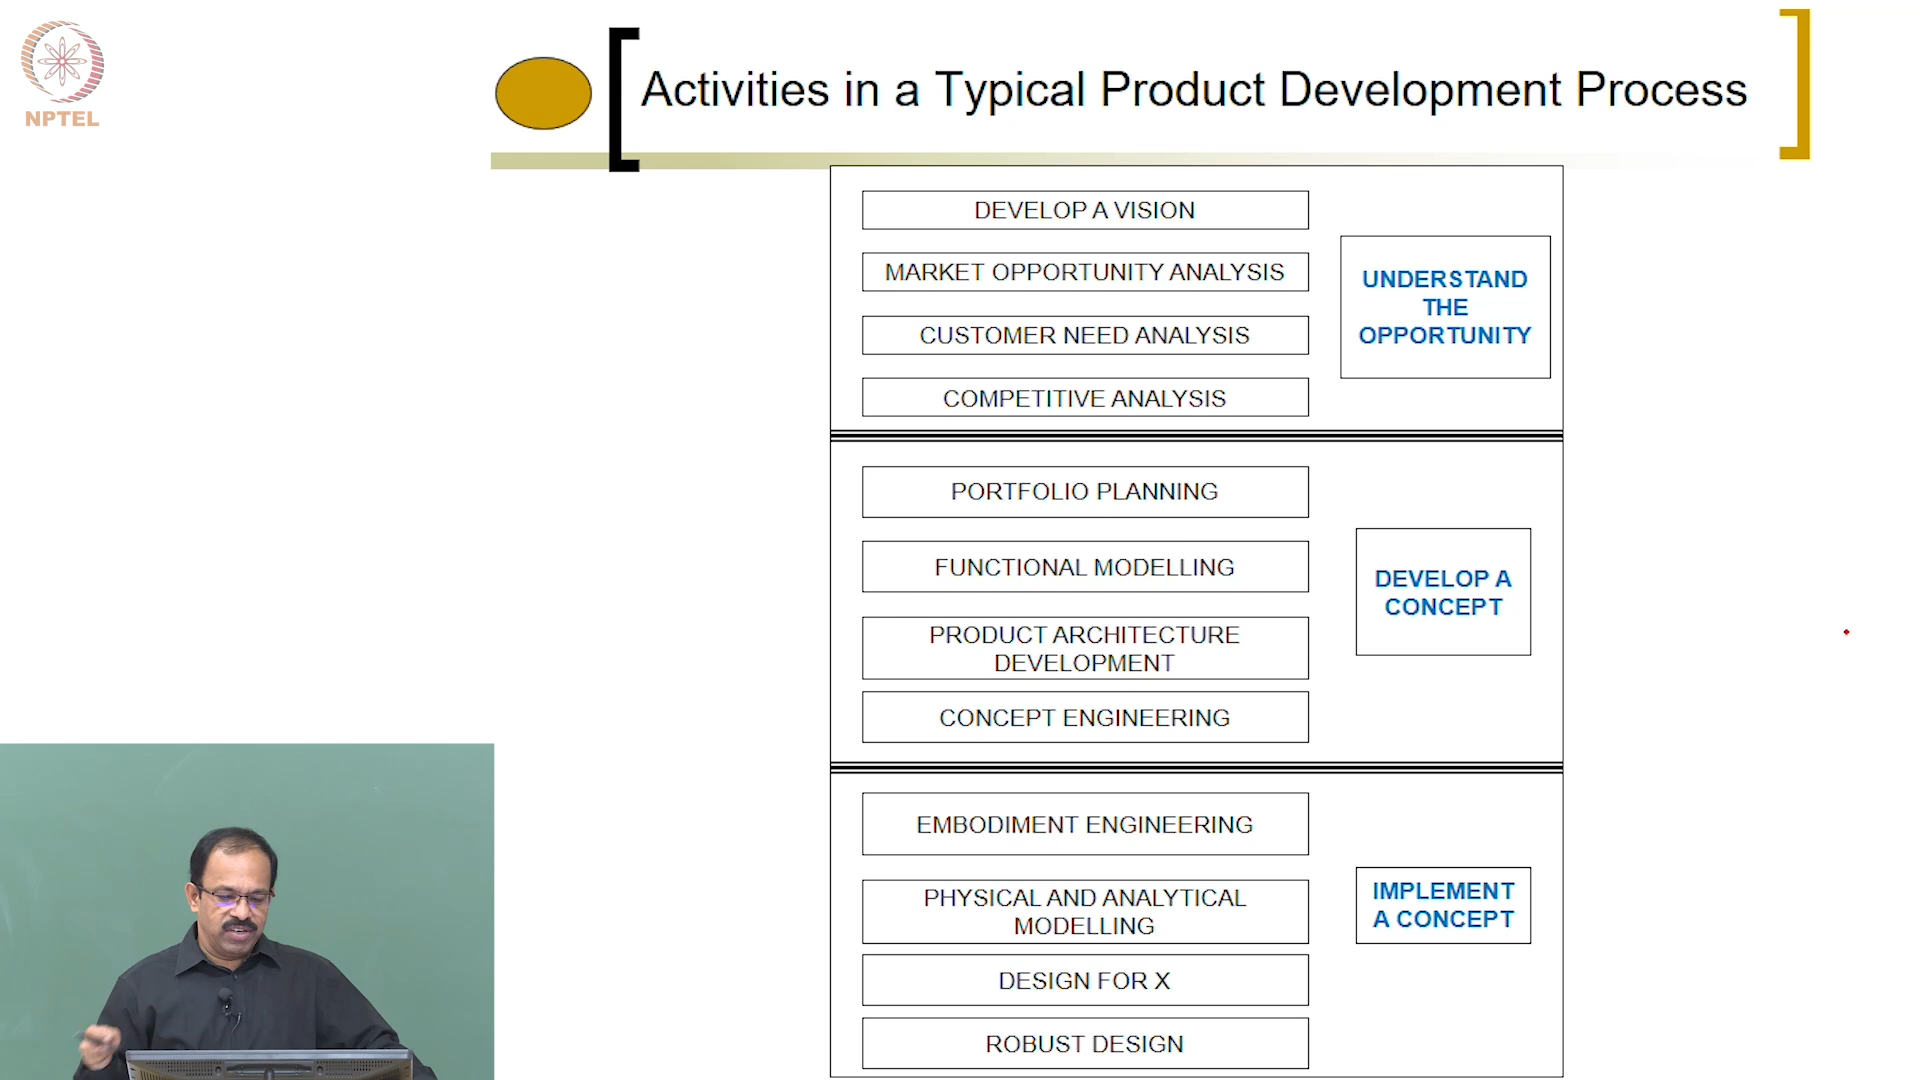 NPTEL
Activities in a Typical Product Development Process
DEVELOP A VISION
MARKET OPPORTUNITY ANALYSIS
CUSTOMER NEED ANALYSIS
COMPETITIVE ANALYSIS
UNDERSTAND
THE
OPPORTUNITY
PORTFOLIO PLANNING
FUNCTIONAL MODELLING
PRODUCT ARCHITECTURE
DEVELOPMENT
CONCEPT ENGINEERING
DEVELOP A
CONCEPT
EMBODIMENT ENGINEERING
PHYSICAL AND ANALYTICAL
MODELLING
DESIGN FOR X
ROBUST DESIGN
IMPLEMENT
A CONCEPT